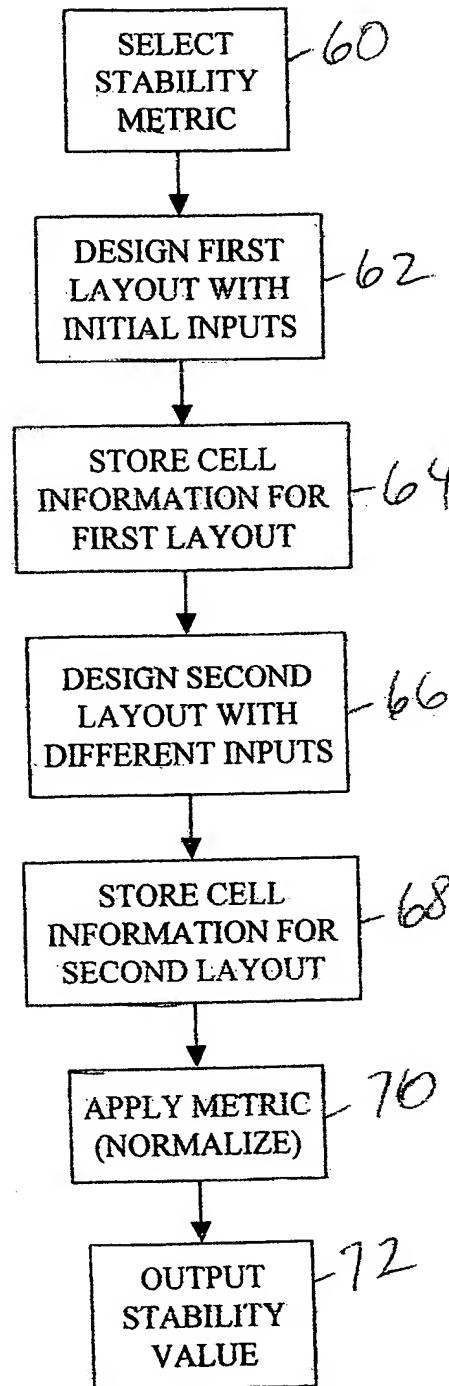 SELECT
STABILITY
METRIC
60
DESIGN FIRST
LAYOUT WITH
INITIAL INPUTS
62
STORE CELL
INFORMATION FOR
FIRST LAYOUT
64
DESIGN SECOND
LAYOUT WITH
DIFFERENT INPUTS
66
STORE CELL
INFORMATION FOR
SECOND LAYOUT
68
APPLY METRIC
(NORMALIZE)
70
OUTPUT
STABILITY
VALUE
72